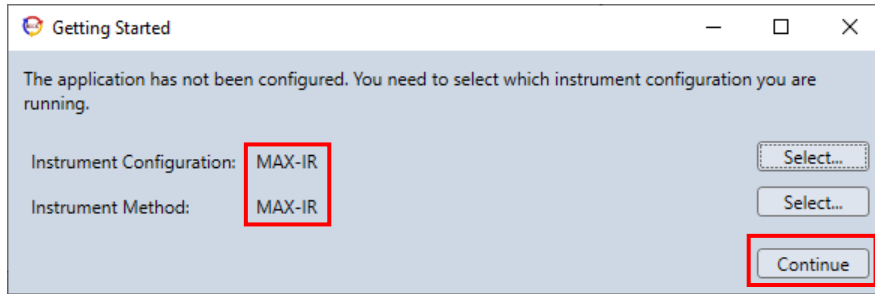 Getting Started
The application has not been configured. You need to select which instrument configuration you are
running.
Instrument Configuration: MAX-IR Select...
Instrument Method: MAX-IR Select...
Continue